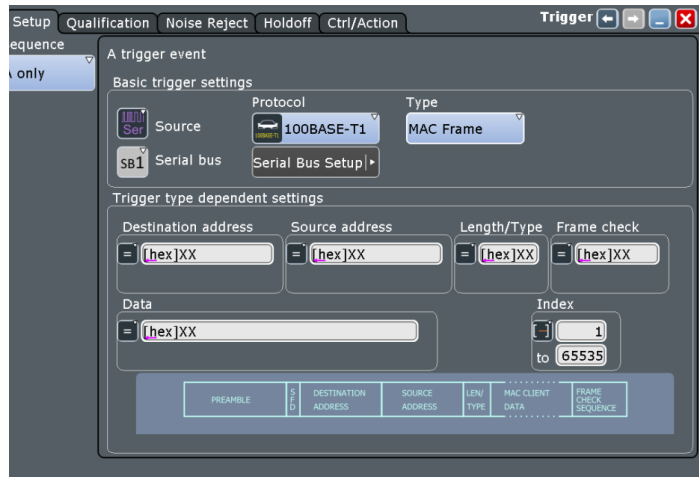 Setup Qualification Noise Reject Holdoff Ctrl/Action Trigger
equence
only
A trigger event
Basic trigger settings
Protocol Type
Ser Source 100BASE-T1 100BASE-T1 MAC Frame
SB1 Serial bus Serial Bus Setup
Trigger type dependent settings
Destination address Source address Length/Type Frame check
= [hex]XX = [hex]XX = [hex]XX = [hex]XX
Data Index
= [hex]XX 1
to 65535
PREAMBLE SFD DESTINATION ADDRESS SOURCE ADDRESS LEN/ TYPE MAC CLIENT DATA FRAME CHECK SEQUENCE